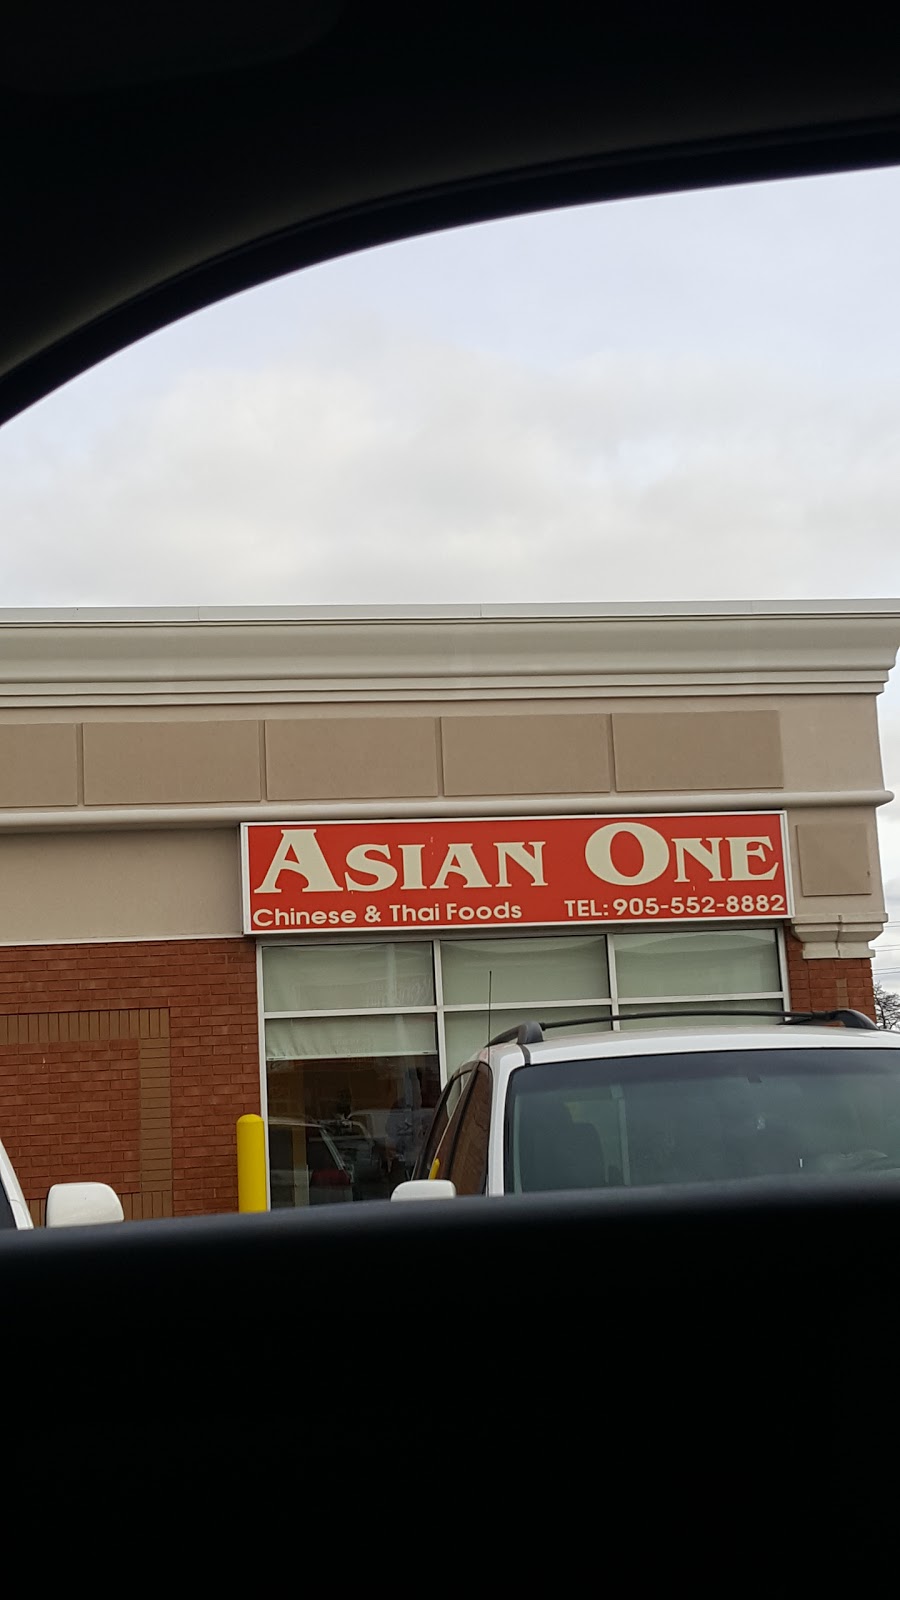 ASIAN ONE
Chinese & Thai Foods TEL: 905-552-8882